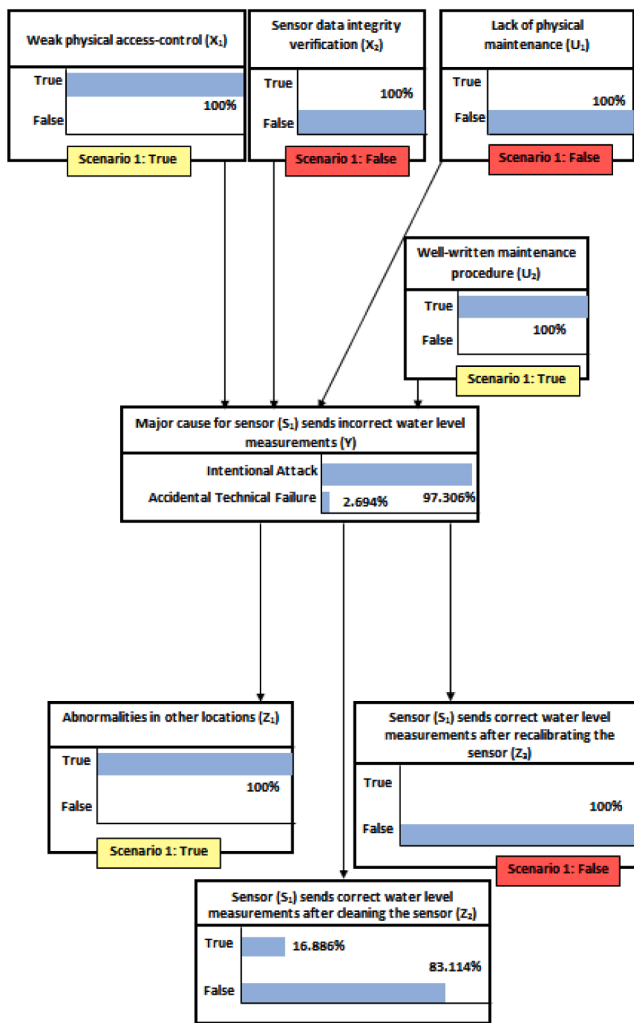 Weak physical access-control (X₁)
True
100%
False
Scenario 1: True
Sensor data integrity
verification (X₂)
True
100%
False
Scenario 1: False
Lack of physical
maintenance (U₁)
True
100%
False
Scenario 1: False
Well-written maintenance
procedure (U₂)
True
False
100%
Scenario 1: True
Major cause for sensor (S₁) sends incorrect water level
measurements (Y)
Intentional Attack
Accidental Technical Failure 2.694% 97.306%
Abnormalities in other locations (Z₁)
True
100%
False
Scenario 1: True
Sensor (S₁) sends correct water level
measurements after recalibrating the
sensor (Z₃)
True
100%
False
Scenario 1: False
Sensor (S₁) sends correct water level
measurements after cleaning the sensor (Z₂)
True 16.886%
83.114%
False